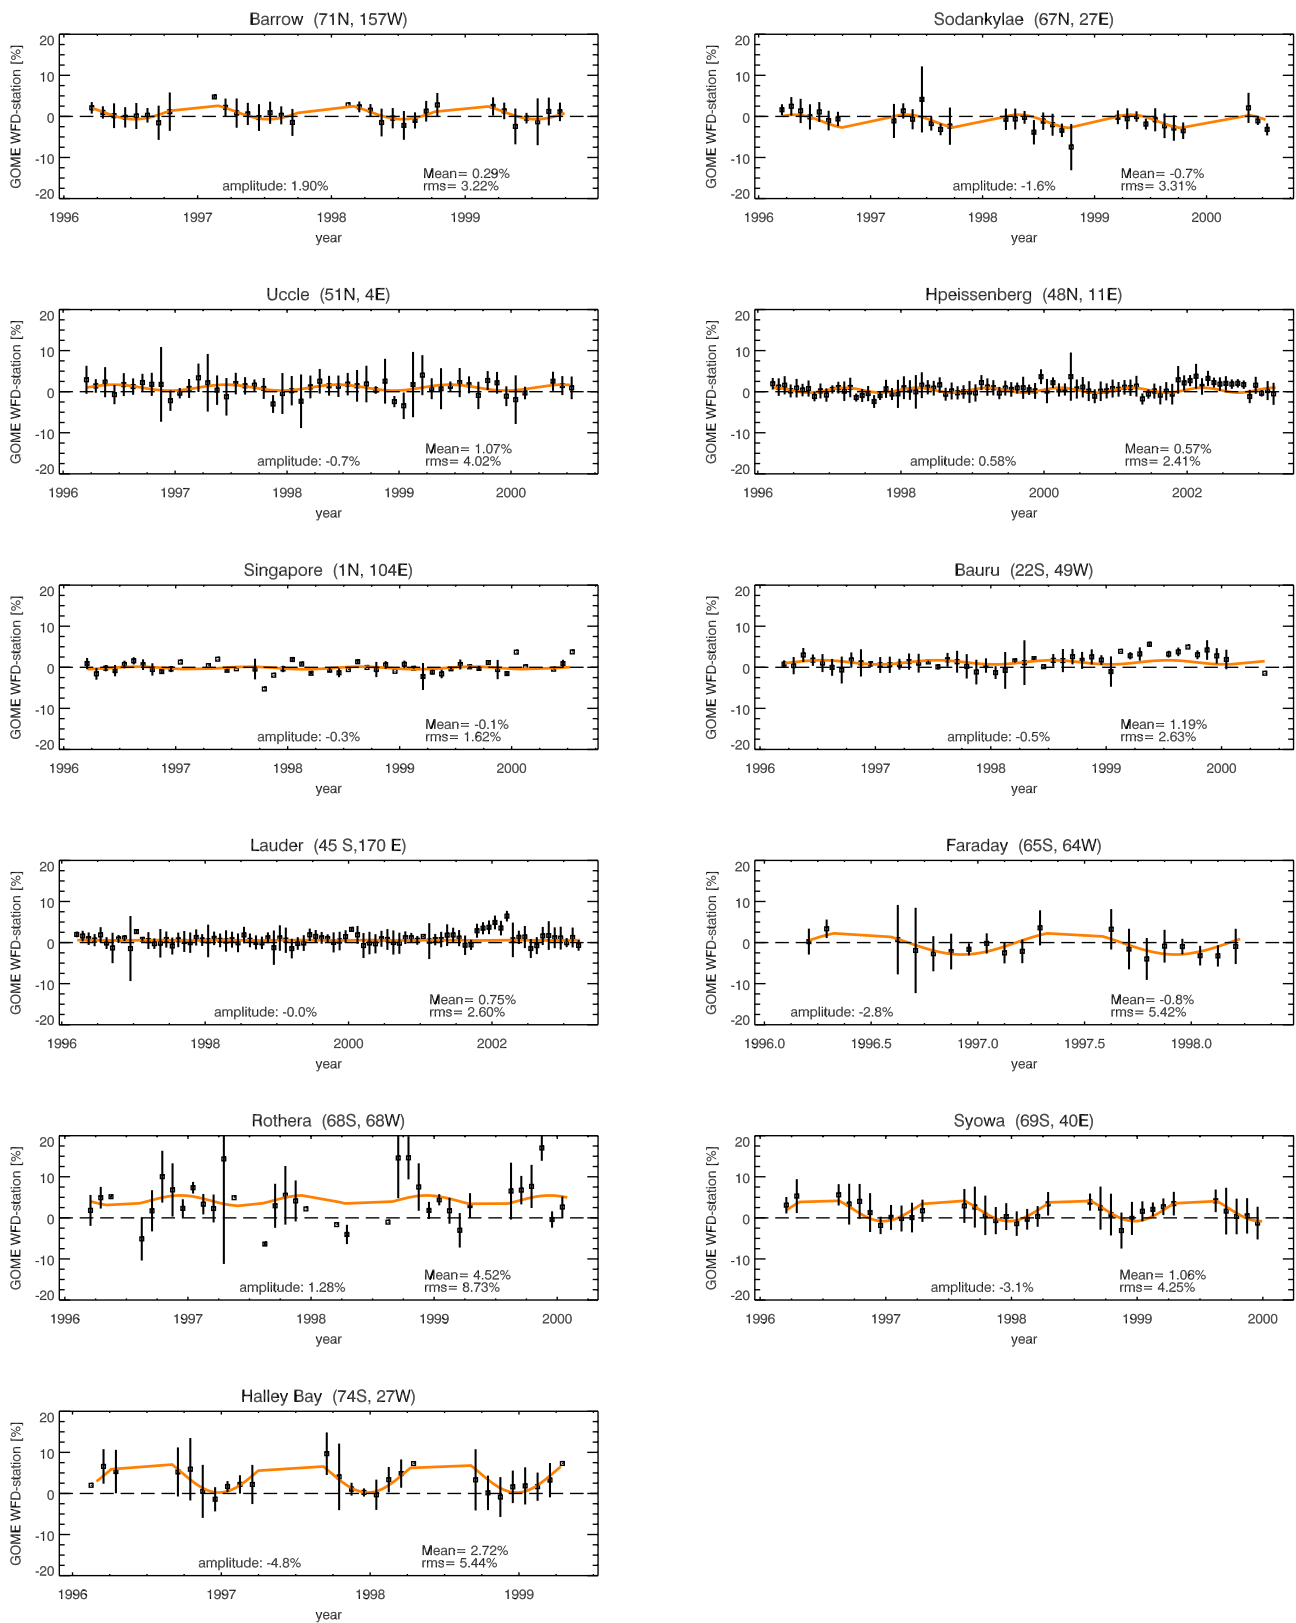 Barrow (71N, 157W)
GOME WFD-station [%]
20
10
0
-10
-20
amplitude: 1.90%
Mean= 0.29%
rms= 3.22%
1996 1997 1998 1999
year
Sodankylae (67N, 27E)
GOME WFD-station [%]
20
10
0
-10
-20
amplitude: -1.6%
Mean= -0.7%
rms= 3.31%
1996 1997 1998 1999 2000
year
Uccle (51N, 4E)
GOME WFD-station [%]
20
10
0
-10
-20
amplitude: -0.7%
Mean= 1.07%
rms= 4.02%
1996 1997 1998 1999 2000
year
Hpeissenberg (48N, 11E)
GOME WFD-station [%]
20
10
0
-10
-20
amplitude: 0.58%
Mean= 0.57%
rms= 2.41%
1996 1998 2000 2002
year
Singapore (1N, 104E)
GOME WFD-station [%]
20
10
0
-10
-20
amplitude: -0.3%
Mean= -0.1%
rms= 1.62%
1996 1997 1998 1999 2000
year
Bauru (22S, 49W)
GOME WFD-station [%]
20
10
0
-10
-20
amplitude: -0.5%
Mean= 1.19%
rms= 2.63%
1996 1997 1998 1999 2000
year
Lauder (45 S,170 E)
GOME WFD-station [%]
20
10
0
-10
-20
amplitude: -0.0%
Mean= 0.75%
rms= 2.60%
1996 1998 2000 2002
year
Faraday (65S, 64W)
GOME WFD-station [%]
20
10
0
-10
-20
amplitude: -2.8%
Mean= -0.8%
rms= 5.42%
1996.0 1996.5 1997.0 1997.5 1998.0
year
Rothera (68S, 68W)
GOME WFD-station [%]
20
10
0
-10
-20
amplitude: 1.28%
Mean= 4.52%
rms= 8.73%
1996 1997 1998 1999 2000
year
Syowa (69S, 40E)
GOME WFD-station [%]
20
10
0
-10
-20
amplitude: -3.1%
Mean= 1.06%
rms= 4.25%
1996 1997 1998 1999 2000
year
Halley Bay (74S, 27W)
GOME WFD-station [%]
20
10
0
-10
-20
amplitude: -4.8%
Mean= 2.72%
rms= 5.44%
1996 1997 1998 1999
year